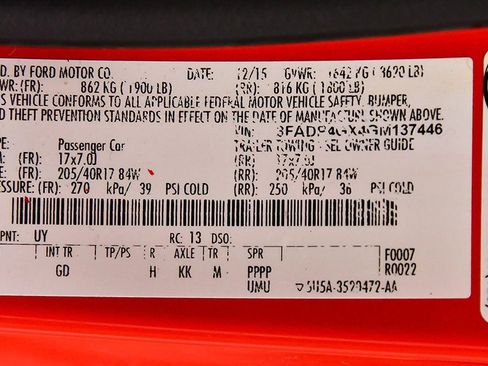 D. BY FORD MOTOR CO. DATE: 12/15 GVWR: 1642 KG (3620 LB)
WR: (FR): 862 KG (1900 LB) (RR): 816 KG (1800 LB)
S VEHICLE CONFORMS TO ALL APPLICABLE FEDERAL MOTOR VEHICLE SAFETY, BUMPER,
D THEFT PREVENTION STANDARDS IN EFFECT ON THE DATE OF MANUFACTURE SHOWN ABOVE.
VIN: 3FADP4GX4GM137446
E: Passenger Car TRAILER TOWING - SEE OWNER GUIDE
M: (FR): 17x7.0J (RR): 17x7.0J
E: (FR): 205/40R17 84W (RR): 205/40R17 84W
ESSURE: (FR): 270 kPa/ 39 PSI COLD (RR): 250 kPa/ 36 PSI COLD
PNT: UY RC: 13 DSO:
INT TR TP/PS R AXLE TR SPR F0007
GD H KK M PPPP R0022
UMU 5U5A-3520472-AA